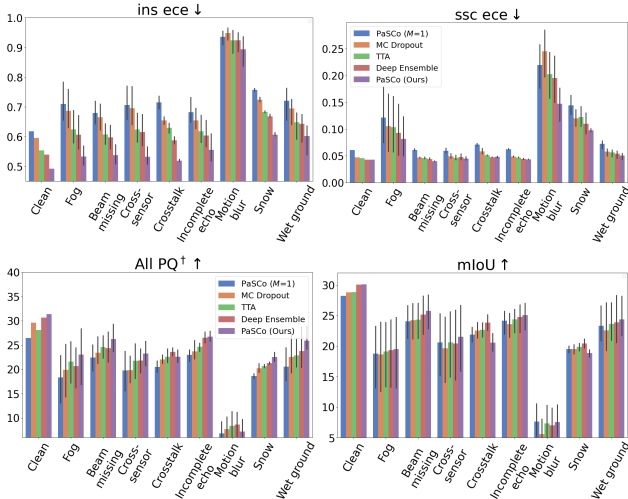 ins ece ↓
1.0
0.9
0.8
0.7
0.6
0.5
Clean
Fog
Beam
missing
Cross-
sensor
Crosstalk
Incomplete
echo
Motion
blur
Snow
Wet ground
ssc ece ↓
0.25
0.20
0.15
0.10
0.05
0.00
PaSCo (M=1)
MC Dropout
TTA
Deep Ensemble
PaSCo (Ours)
Clean
Fog
Beam
missing
Cross-
sensor
Crosstalk
Incomplete
echo
Motion
blur
Snow
Wet ground
All PQ† ↑
40
35
30
25
20
15
10
PaSCo (M=1)
MC Dropout
TTA
Deep Ensemble
PaSCo (Ours)
Clean
Fog
Beam
missing
Cross-
sensor
Crosstalk
Incomplete
echo
Motion
blur
Snow
Wet ground
mIoU ↑
30
25
20
15
10
5
Clean
Fog
Beam
missing
Cross-
sensor
Crosstalk
Incomplete
echo
Motion
blur
Snow
Wet ground